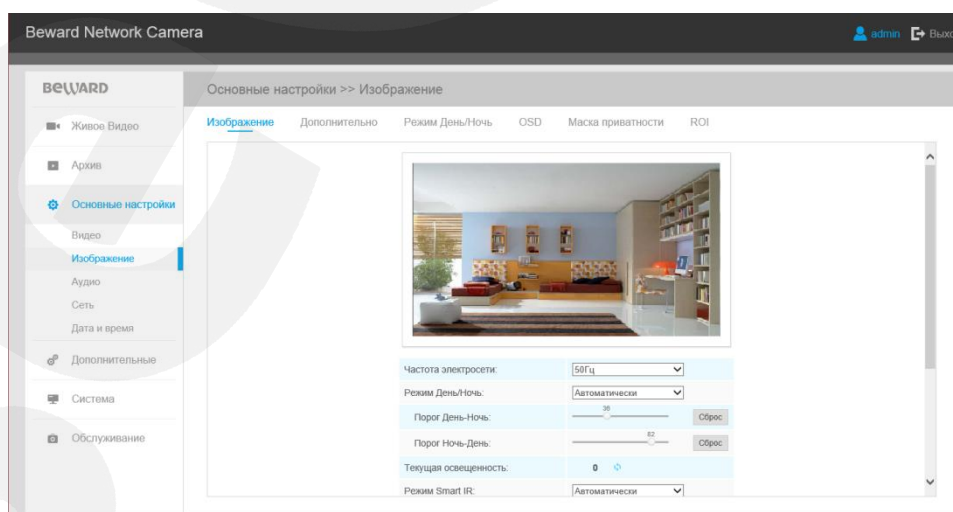 Beward Network Camera
admin Выхо
BEWARD
Основные настройки >> Изображение
Изображение Дополнительно Режим День/Ночь OSD Маска приватности ROI
Живое Видео
Архив
Основные настройки
Видео
Изображение
Аудио
Сеть
Дата и время
Дополнительные
Система
Обслуживание
Частота электросети: 50Гц
Режим День/Ночь: Автоматически
36
Порог День-Ночь: Сброс
82
Порог Ночь-День: Сброс
Текущая освещенность: 0
Режим Smart IR: Автоматически